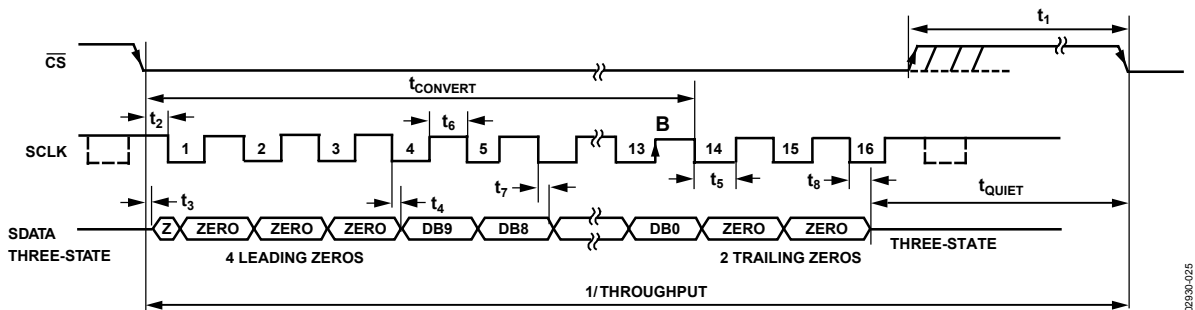 t1
CS
tCONVERT
t2
t6
B
SCLK
1 2 3 4 5 13 14 15 16
t3
t4
t7
t5
t8
tQUIET
SDATA
THREE-STATE
Z ZERO ZERO ZERO DB9 DB8 DB0 ZERO ZERO
THREE-STATE
4 LEADING ZEROS
2 TRAILING ZEROS
1/THROUGHPUT
02930-025